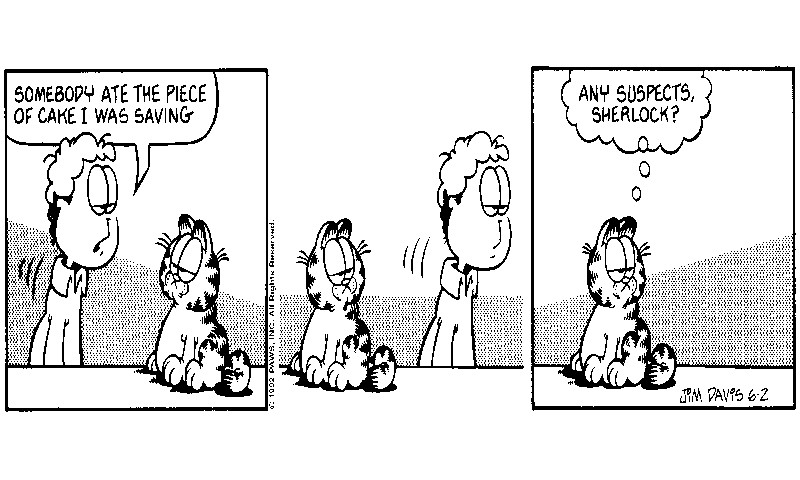 SOMEBODY ATE THE PIECE
OF CAKE I WAS SAVING
© 1992 PAWS, INC. All Rights Reserved.
ANY SUSPECTS,
SHERLOCK?
JIM DAVIS 6-2